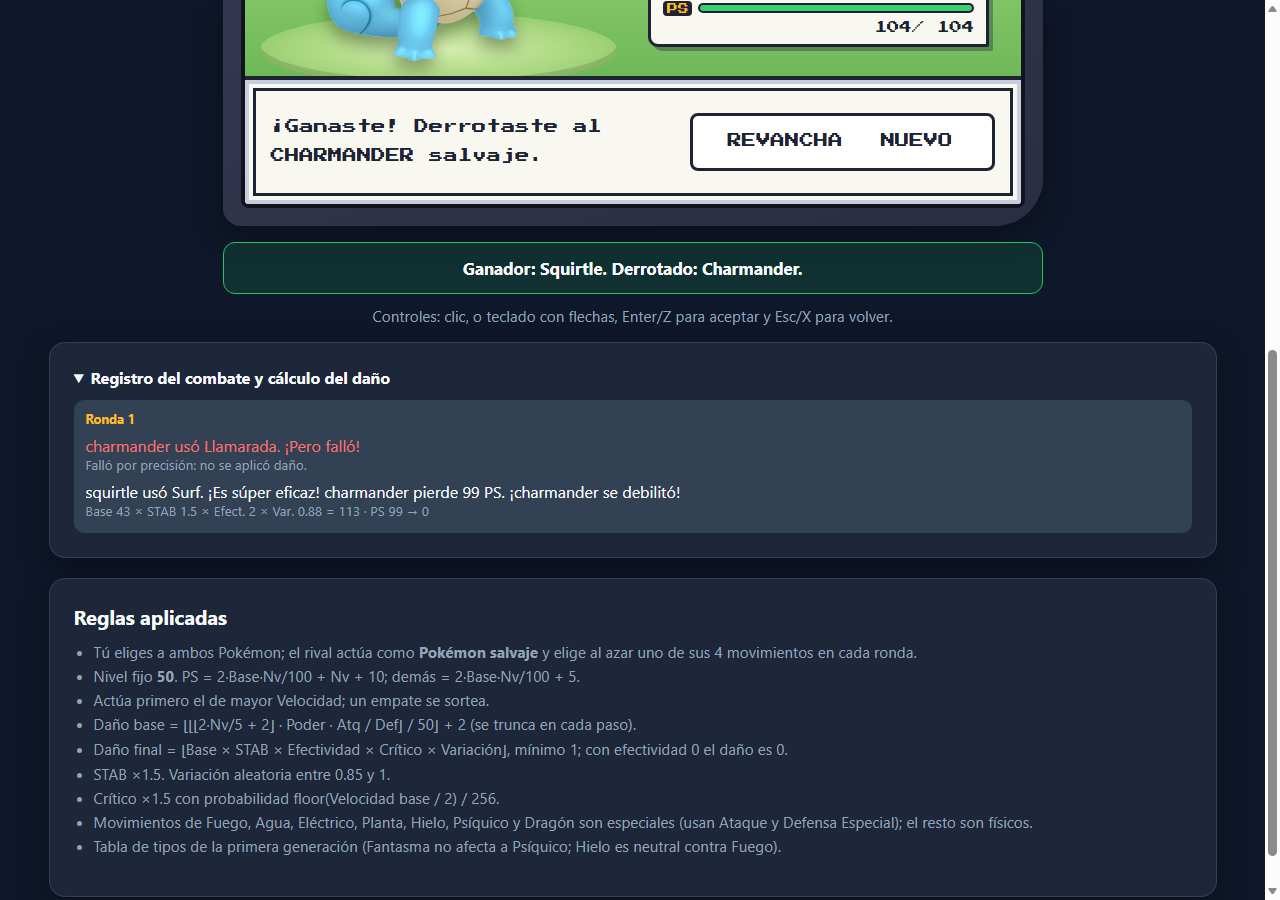 PS
104/ 104
¡Ganaste! Derrotaste al
CHARMANDER salvaje.
REVANCHA NUEVO
Ganador: Squirtle. Derrotado: Charmander.
Controles: clic, o teclado con flechas, Enter/Z para aceptar y Esc/X para volver.
▼ Registro del combate y cálculo del daño
Ronda 1
charmander usó Llamarada. ¡Pero falló!
Falló por precisión: no se aplicó daño.
squirtle usó Surf. ¡Es súper eficaz! charmander pierde 99 PS. ¡charmander se debilitó!
Base 43 × STAB 1.5 × Efect. 2 × Var. 0.88 = 113 · PS 99 → 0
Reglas aplicadas
• Tú eliges a ambos Pokémon; el rival actúa como Pokémon salvaje y elige al azar uno de sus 4 movimientos en cada ronda.
• Nivel fijo 50. PS = 2·Base·Nv/100 + Nv + 10; demás = 2·Base·Nv/100 + 5.
• Actúa primero el de mayor Velocidad; un empate se sortea.
• Daño base = ⌊⌊⌊2·Nv/5 + 2⌋ · Poder · Atq / Def⌋ / 50⌋ + 2 (se trunca en cada paso).
• Daño final = ⌊Base × STAB × Efectividad × Crítico × Variación⌋, mínimo 1; con efectividad 0 el daño es 0.
• STAB ×1.5. Variación aleatoria entre 0.85 y 1.
• Crítico ×1.5 con probabilidad floor(Velocidad base / 2) / 256.
• Movimientos de Fuego, Agua, Eléctrico, Planta, Hielo, Psíquico y Dragón son especiales (usan Ataque y Defensa Especial); el resto son físicos.
• Tabla de tipos de la primera generación (Fantasma no afecta a Psíquico; Hielo es neutral contra Fuego).